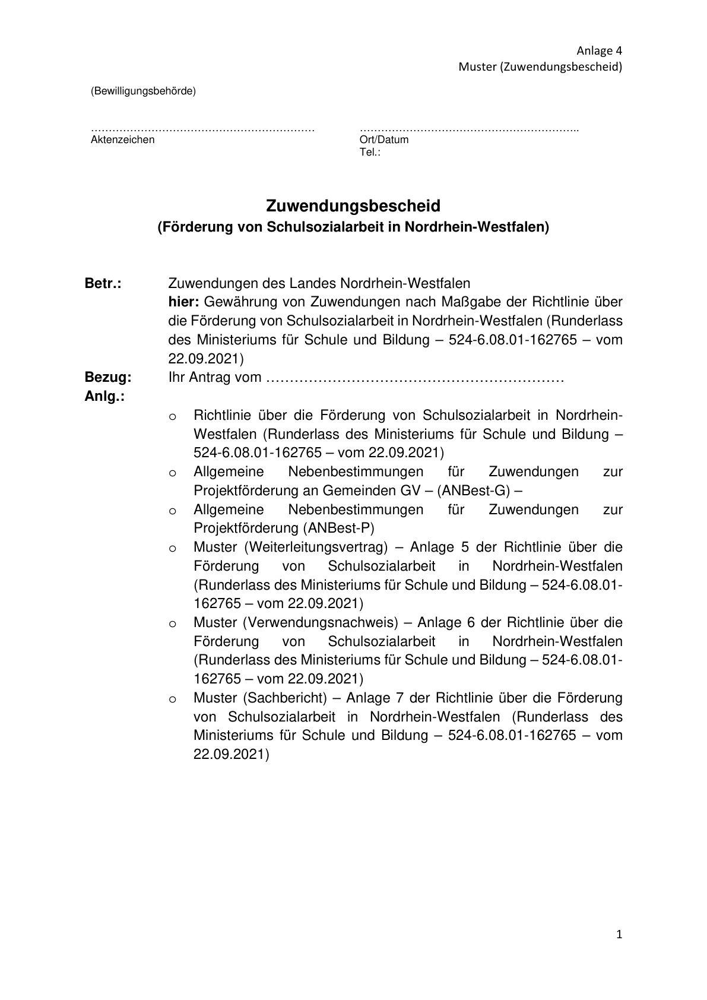 Anlage 4
Muster (Zuwendungsbescheid)
(Bewilligungsbehörde)
……………………………………………………… ……………………………………………………..
Aktenzeichen Ort/Datum
Tel.:
Zuwendungsbescheid
(Förderung von Schulsozialarbeit in Nordrhein-Westfalen)
Betr.: Zuwendungen des Landes Nordrhein-Westfalen
hier: Gewährung von Zuwendungen nach Maßgabe der Richtlinie über
die Förderung von Schulsozialarbeit in Nordrhein-Westfalen (Runderlass
des Ministeriums für Schule und Bildung – 524-6.08.01-162765 – vom
22.09.2021)
Bezug: Ihr Antrag vom ………………………………………………………
Anlg.:
o Richtlinie über die Förderung von Schulsozialarbeit in Nordrhein-
Westfalen (Runderlass des Ministeriums für Schule und Bildung –
524-6.08.01-162765 – vom 22.09.2021)
o Allgemeine Nebenbestimmungen für Zuwendungen zur
Projektförderung an Gemeinden GV – (ANBest-G) –
o Allgemeine Nebenbestimmungen für Zuwendungen zur
Projektförderung (ANBest-P)
o Muster (Weiterleitungsvertrag) – Anlage 5 der Richtlinie über die
Förderung von Schulsozialarbeit in Nordrhein-Westfalen
(Runderlass des Ministeriums für Schule und Bildung – 524-6.08.01-
162765 – vom 22.09.2021)
o Muster (Verwendungsnachweis) – Anlage 6 der Richtlinie über die
Förderung von Schulsozialarbeit in Nordrhein-Westfalen
(Runderlass des Ministeriums für Schule und Bildung – 524-6.08.01-
162765 – vom 22.09.2021)
o Muster (Sachbericht) – Anlage 7 der Richtlinie über die Förderung
von Schulsozialarbeit in Nordrhein-Westfalen (Runderlass des
Ministeriums für Schule und Bildung – 524-6.08.01-162765 – vom
22.09.2021)
1